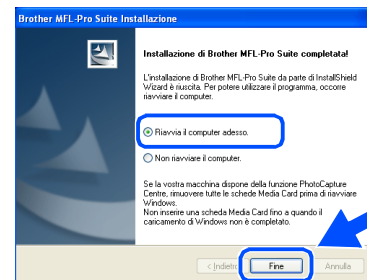 Brother MFL-Pro Suite Installazione
Installazione di Brother MFL-Pro Suite completata!
L'installazione di Brother MFL-Pro Suite da parte di InstallShield
Wizard è riuscita. Per potere utilizzare il programma, occorre
riavviare il computer.
Riavvia il computer adesso.
Non riavviare il computer.
Se la vostra macchina dispone della funzione PhotoCapture
Centre, rimuovere tutte le schede Media Card prima di riavviare
Windows.
Non inserire una scheda Media Card fino a quando il
caricamento di Windows non è completato.
< Indietro Fine Annulla